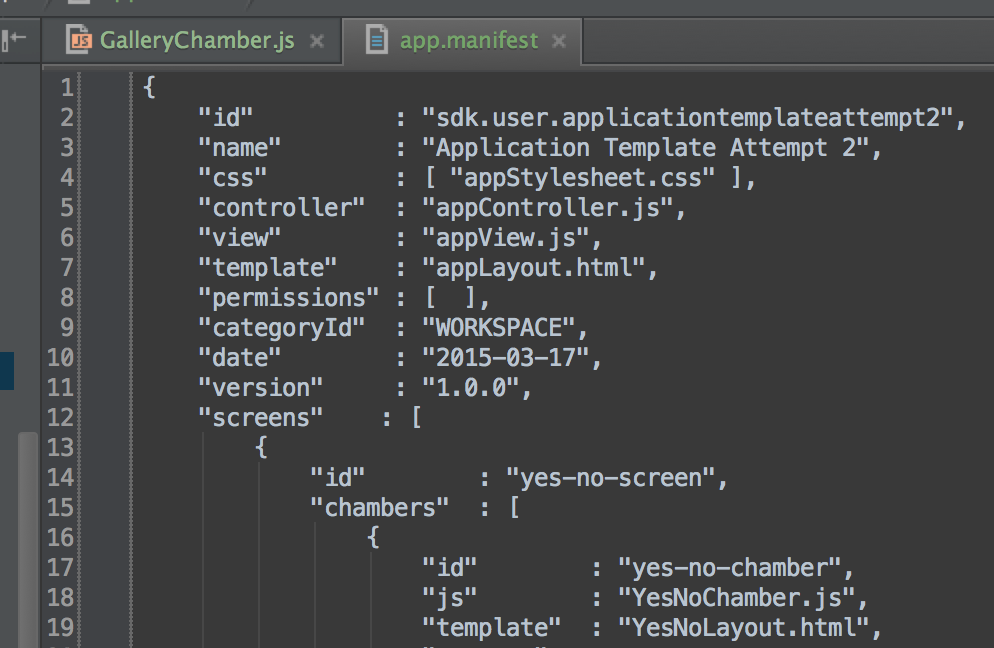 GalleryChamber.js × app.manifest ×
1 {
2 "id" : "sdk.user.applicationtemplateattempt2",
3 "name" : "Application Template Attempt 2",
4 "css" : [ "appStylesheet.css" ],
5 "controller" : "appController.js",
6 "view" : "appView.js",
7 "template" : "appLayout.html",
8 "permissions" : [ ],
9 "categoryId" : "WORKSPACE",
10 "date" : "2015-03-17",
11 "version" : "1.0.0",
12 "screens" : [
13 {
14 "id" : "yes-no-screen",
15 "chambers" : [
16 {
17 "id" : "yes-no-chamber",
18 "js" : "YesNoChamber.js",
19 "template" : "YesNoLayout.html",